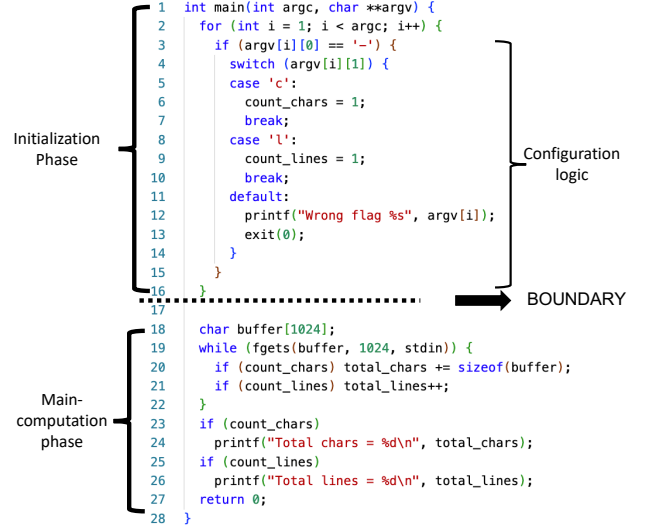 1 int main(int argc, char **argv) {
2 for (int i = 1; i < argc; i++) {
3 if (argv[i][0] == '-') {
4 switch (argv[i][1]) {
5 case 'c':
6 count_chars = 1;
7 break;
8 case 'l':
9 count_lines = 1;
10 break;
11 default:
12 printf("Wrong flag %s", argv[i]);
13 exit(0);
14 }
15 }
16 }
17
18 char buffer[1024];
19 while (fgets(buffer, 1024, stdin)) {
20 if (count_chars) total_chars += sizeof(buffer);
21 if (count_lines) total_lines++;
22 }
23 if (count_chars)
24 printf("Total chars = %d\n", total_chars);
25 if (count_lines)
26 printf("Total lines = %d\n", total_lines);
27 return 0;
28 }
Initialization
Phase
Configuration
logic
BOUNDARY
Main-
computation
phase